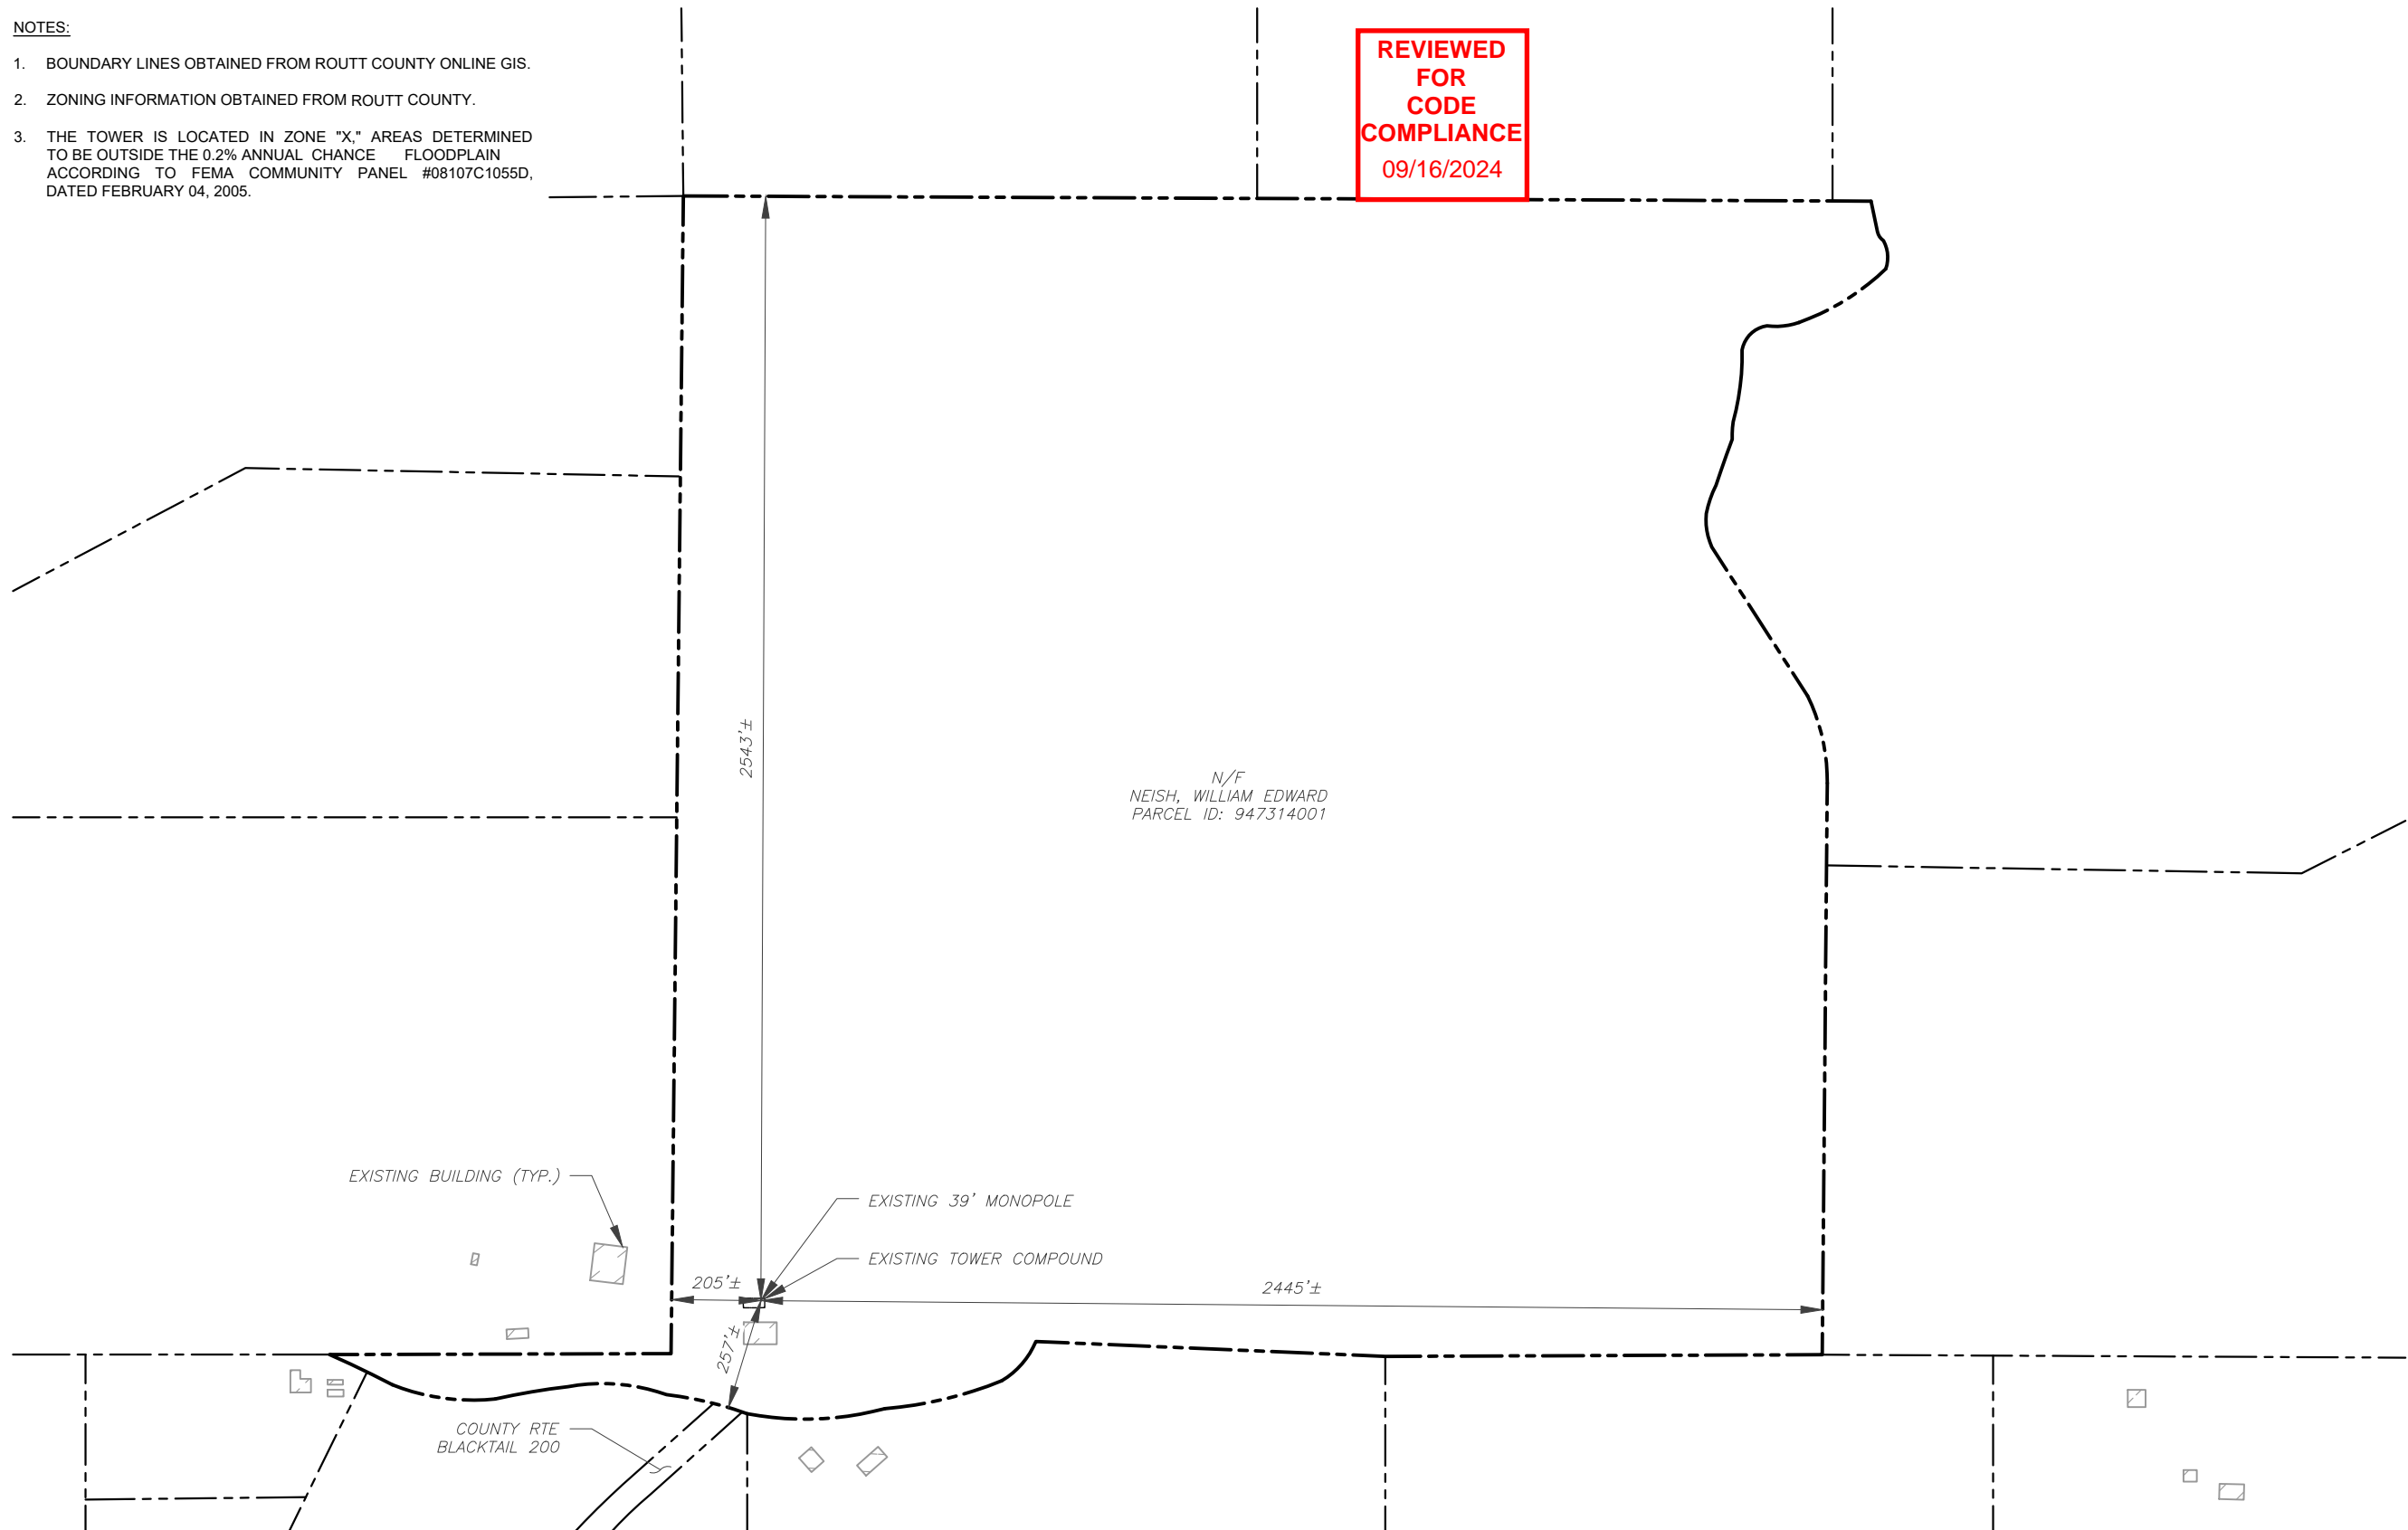 NOTES:
1. BOUNDARY LINES OBTAINED FROM ROUTT COUNTY ONLINE GIS.
2. ZONING INFORMATION OBTAINED FROM ROUTT COUNTY.
3. THE TOWER IS LOCATED IN ZONE "X," AREAS DETERMINED
TO BE OUTSIDE THE 0.2% ANNUAL CHANCE FLOODPLAIN
ACCORDING TO FEMA COMMUNITY PANEL #08107C1055D,
DATED FEBRUARY 04, 2005.
REVIEWED
FOR
CODE
COMPLIANCE
09/16/2024
2543'±
N/F
NEISH, WILLIAM EDWARD
PARCEL ID: 947314001
EXISTING BUILDING (TYP.)
EXISTING 39' MONOPOLE
EXISTING TOWER COMPOUND
205'±
2445'±
257'±
COUNTY RTE
BLACKTAIL 200